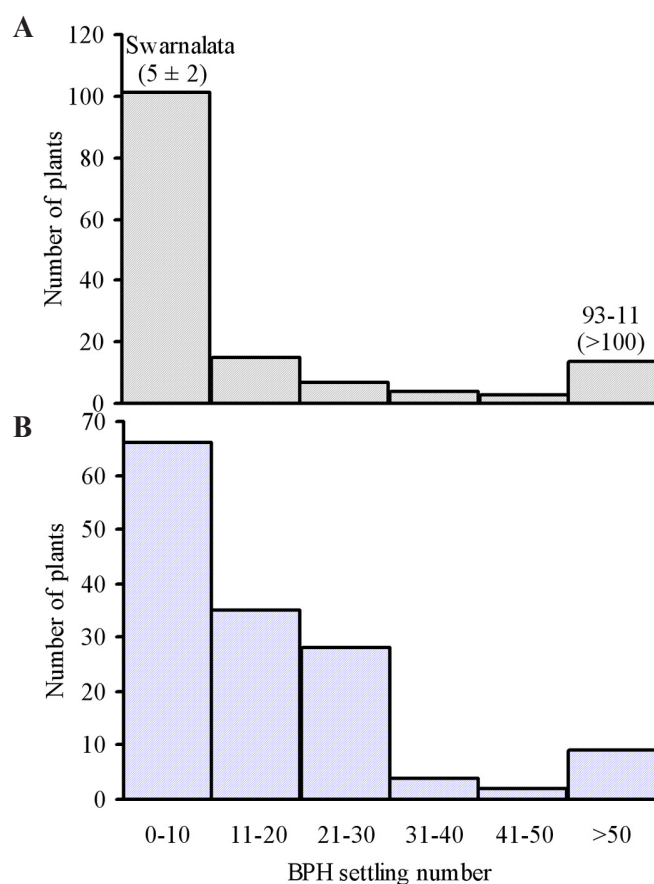 A
Swarnalata
(5 ± 2)
93-11
(>100)
Number of plants
120
100
80
60
40
20
0
B
Number of plants
70
60
50
40
30
20
10
0
0-10 11-20 21-30 31-40 41-50 >50
BPH settling number